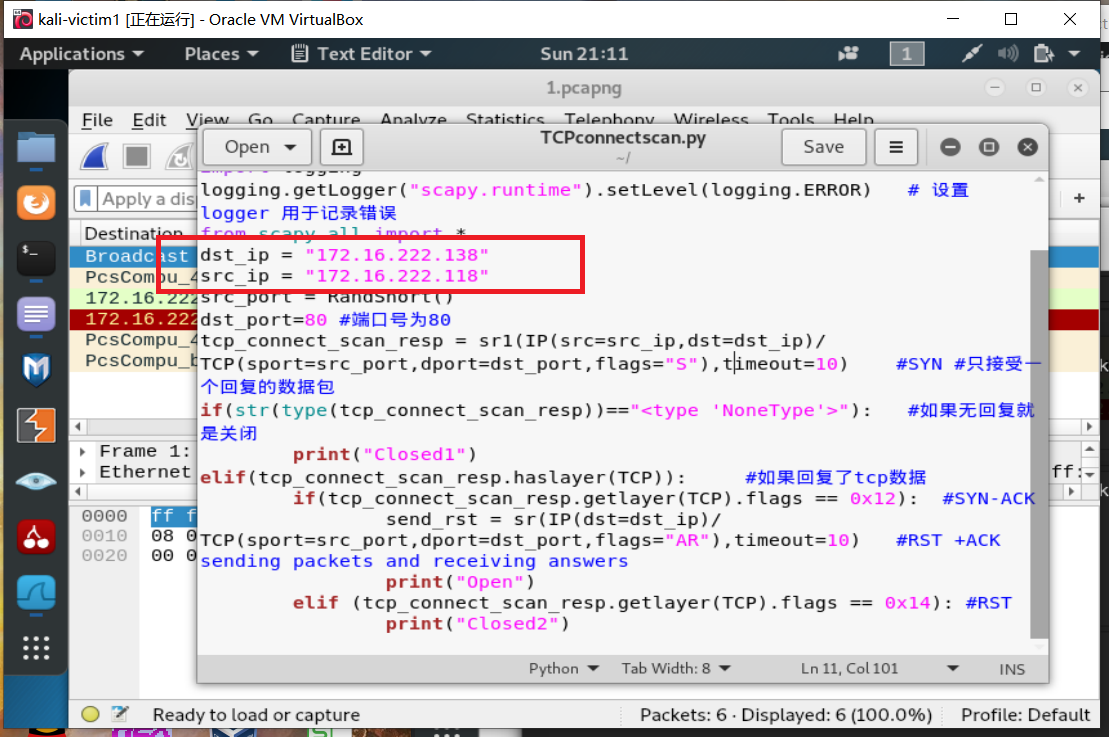 kali-victim1 [正在运行] - Oracle VM VirtualBox
Applications Places Text Editor Sun 21:11 1
1.pcapng
File Edit View Go Capture Analyze Statistics Telephony Wireless Tools Help
Open TCPconnectscan.py Save
~/
Apply a dis
import logging
logging.getLogger("scapy.runtime").setLevel(logging.ERROR) # 设置
logger 用于记录错误
Destination
from scapy.all import *
Broadcast
dst_ip = "172.16.222.138"
PcsCompu_4
src_ip = "172.16.222.118"
172.16.222
src_port = RandShort()
172.16.222
dst_port=80 #端口号为80
PcsCompu_4
tcp_connect_scan_resp = sr1(IP(src=src_ip,dst=dst_ip)/
PcsCompu_b
TCP(sport=src_port,dport=dst_port,flags="S"),timeout=10) #SYN #只接受一
个回复的数据包
if(str(type(tcp_connect_scan_resp))=="<type 'NoneType'>"): #如果无回复就
是关闭
Frame 1:
print("Closed1")
Ethernet
elif(tcp_connect_scan_resp.haslayer(TCP)): #如果回复了tcp数据
ff:
if(tcp_connect_scan_resp.getlayer(TCP).flags == 0x12): #SYN-ACK
0000 ff f
send_rst = sr(IP(dst=dst_ip)/
0010 08 0
TCP(sport=src_port,dport=dst_port,flags="AR"),timeout=10) #RST +ACK
0020 00 0
sending packets and receiving answers
print("Open")
elif (tcp_connect_scan_resp.getlayer(TCP).flags == 0x14): #RST
print("Closed2")
Python Tab Width: 8 Ln 11, Col 101 INS
Ready to load or capture Packets: 6 · Displayed: 6 (100.0%) Profile: Default